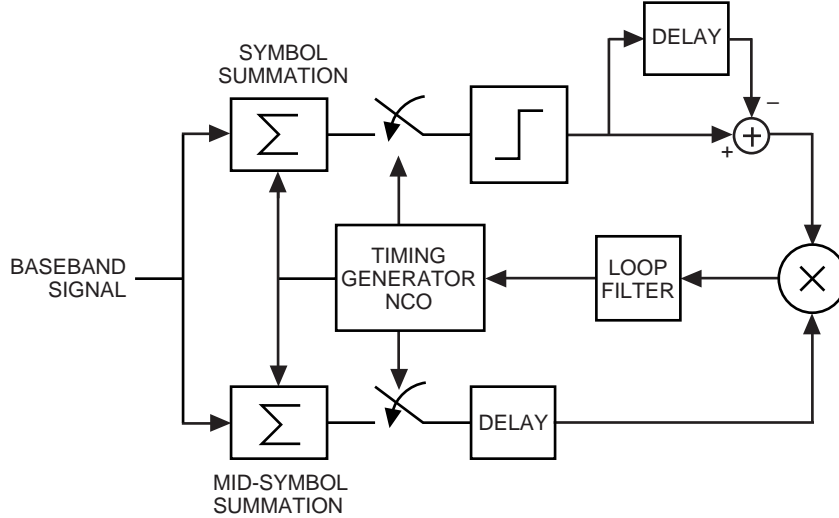 SYMBOL
SUMMATION
Σ
DELAY
−
+
+
BASEBAND
SIGNAL
TIMING
GENERATOR
NCO
LOOP
FILTER
×
Σ
DELAY
MID-SYMBOL
SUMMATION